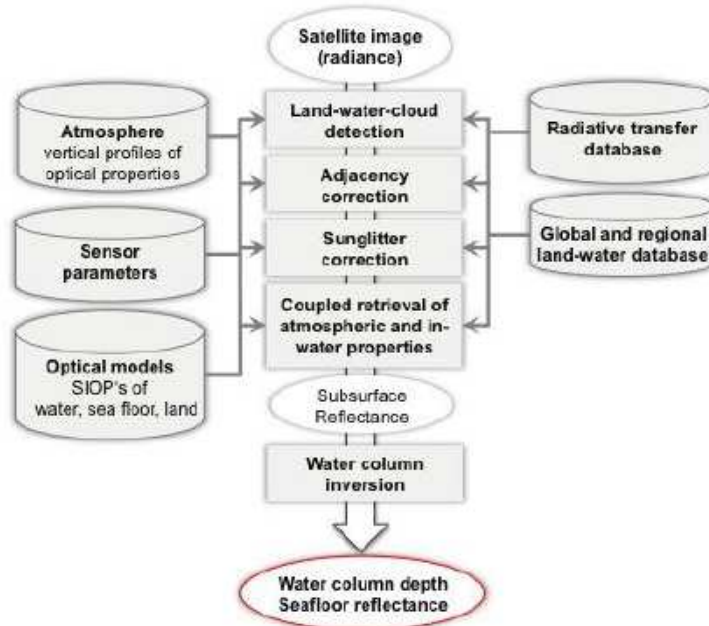 Satellite image
(radiance)
Land-water-cloud
detection
Atmosphere
vertical profiles of
optical properties
Radiative transfer
database
Adjacency
correction
Sensor
parameters
Sunglitter
correction
Global and regional
land-water database
Coupled retrieval of
atmospheric and in-
water properties
Optical models
SIOP's of
water, sea floor, land
Subsurface
Reflectance
Water column
inversion
Water column depth
Seafloor reflectance